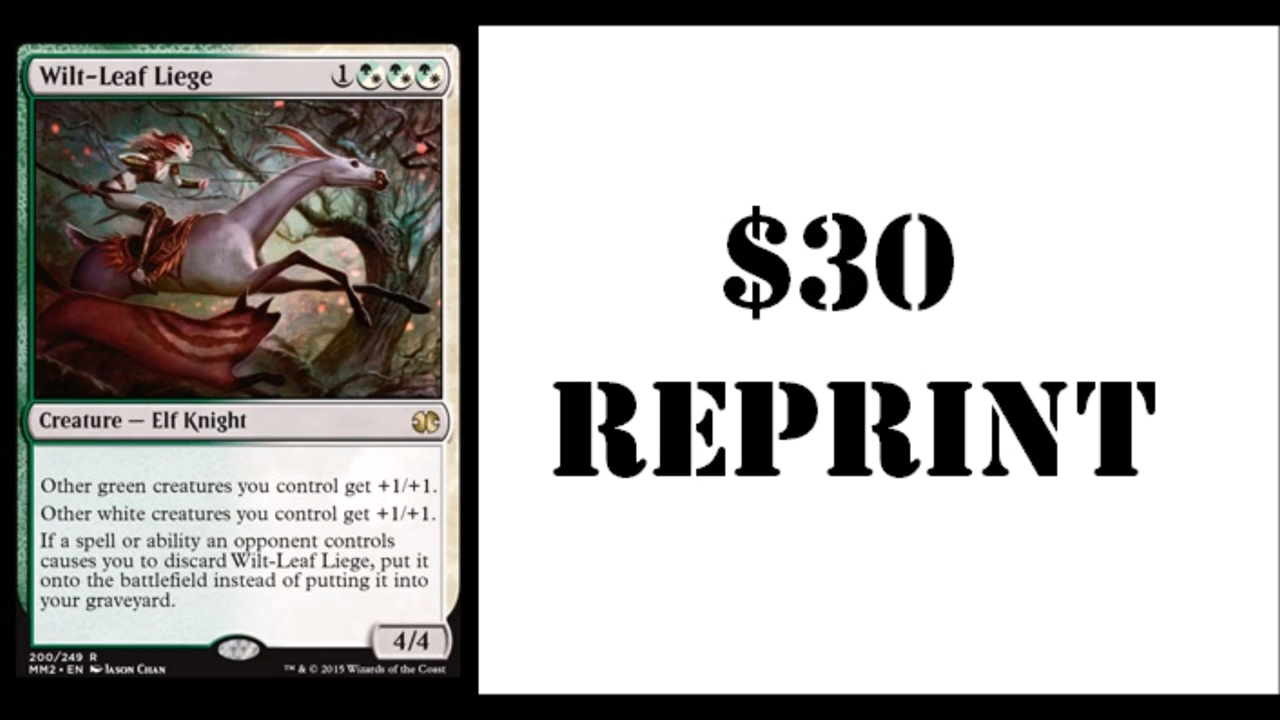 Wilt-Leaf Liege 1
Creature — Elf Knight
Other green creatures you control get +1/+1.
Other white creatures you control get +1/+1.
If a spell or ability an opponent controls
causes you to discard Wilt-Leaf Liege, put it
onto the battlefield instead of putting it into
your graveyard.
4/4
200/249 R
MM2 • EN Jason Chan
™ & © 2015 Wizards of the Coast
$30
REPRINT